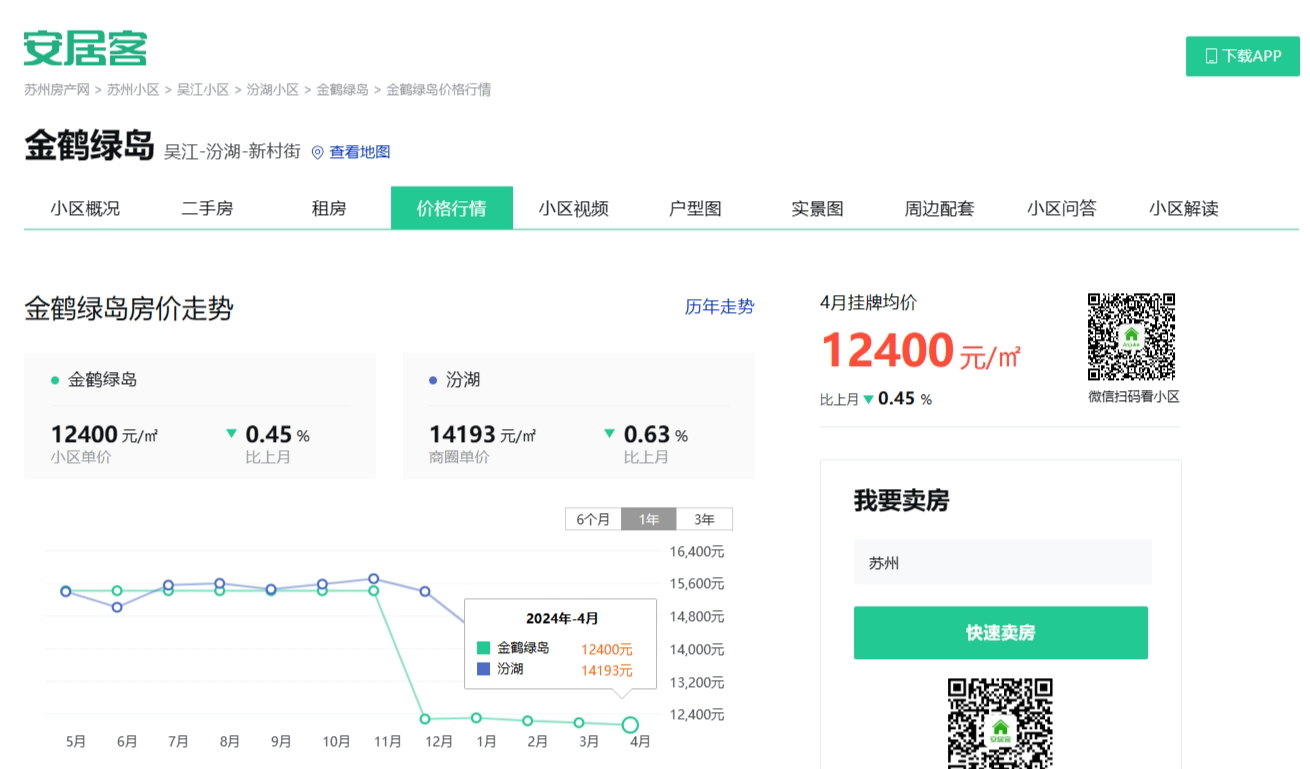 安居客
下载APP
苏州房产网 > 苏州小区 > 吴江小区 > 汾湖小区 > 金鹤绿岛 > 金鹤绿岛价格行情
金鹤绿岛 吴江-汾湖-新村街 查看地图
小区概况 二手房 租房 价格行情 小区视频 户型图 实景图 周边配套 小区问答 小区解读
金鹤绿岛房价走势 历年走势
金鹤绿岛
12400 元/㎡ 0.45 %
小区单价 比上月
汾湖
14193 元/㎡ 0.63 %
商圈单价 比上月
6个月 1年 3年
16,400元
15,600元
14,800元
14,000元
13,200元
12,400元
2024年-4月
金鹤绿岛 12400元
汾湖 14193元
5月 6月 7月 8月 9月 10月 11月 12月 1月 2月 3月 4月
4月挂牌均价
12400 元/㎡
比上月 0.45 %
微信扫码看小区
我要卖房
苏州
快速卖房
安居客